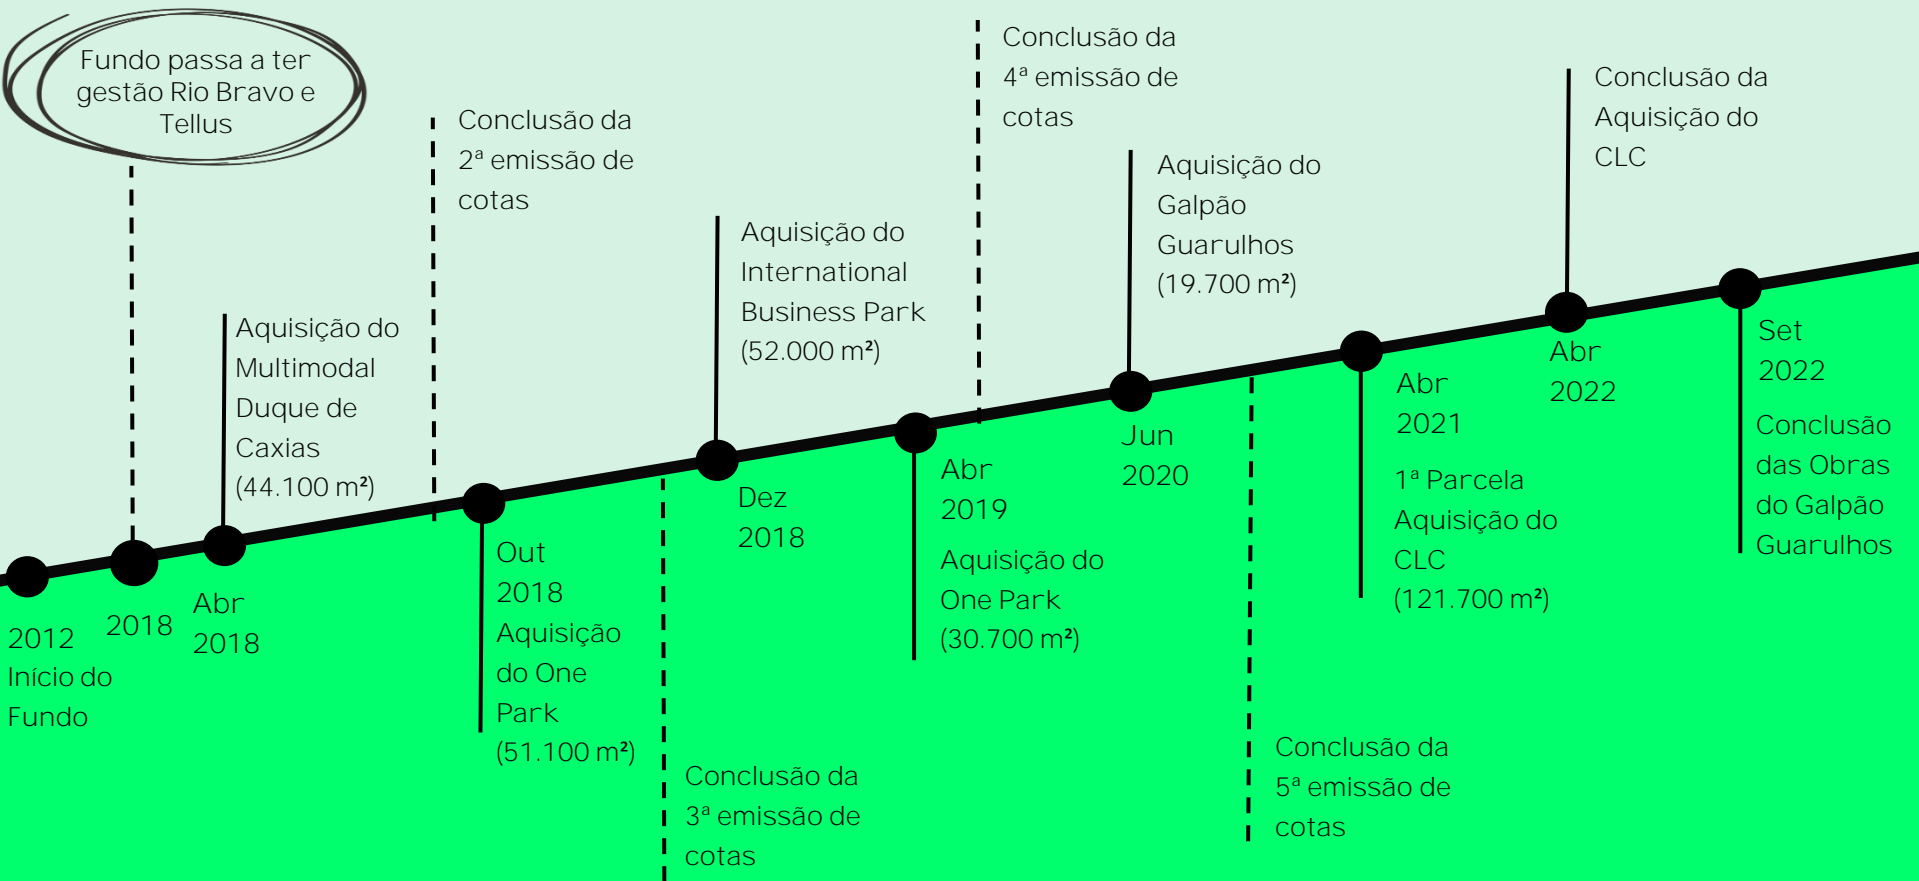 Fundo passa a ter
gestão Rio Bravo e
Tellus
2012
Início do
Fundo
2018
Aquisição do
Multimodal
Duque de
Caxias
(44.100 m²)
Abr
2018
Conclusão da
2ª emissão de
cotas
Out
2018
Aquisição
do One
Park
(51.100 m²)
Conclusão da
3ª emissão de
cotas
Aquisição do
International
Business Park
(52.000 m²)
Dez
2018
Abr
2019
Aquisição do
One Park
(30.700 m²)
Conclusão da
4ª emissão de
cotas
Aquisição do
Galpão
Guarulhos
(19.700 m²)
Jun
2020
Conclusão da
5ª emissão de
cotas
Abr
2021
1ª Parcela
Aquisição do
CLC
(121.700 m²)
Conclusão da
Aquisição do
CLC
Abr
2022
Set
2022
Conclusão
das Obras
do Galpão
Guarulhos